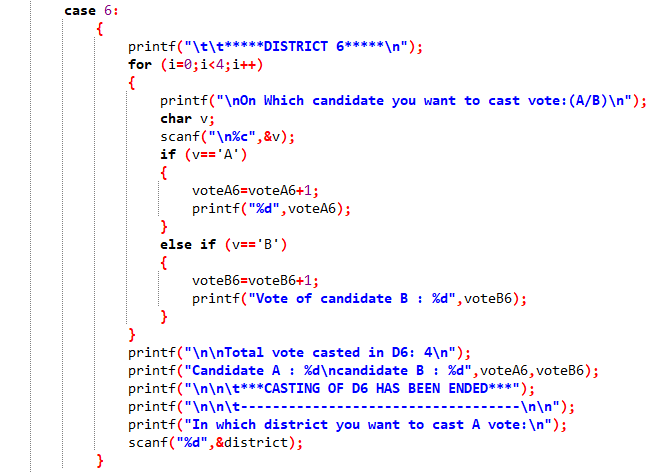 case 6:
{
printf("\t\t*****DISTRICT 6*****\n");
for (i=0;i<4;i++)
{
printf("\nOn Which candidate you want to cast vote:(A/B)\n");
char v;
scanf("\n%c",&v);
if (v=='A')
{
voteA6=voteA6+1;
printf("%d",voteA6);
}
else if (v=='B')
{
voteB6=voteB6+1;
printf("Vote of candidate B : %d",voteB6);
}
}
printf("\n\nTotal vote casted in D6: 4\n");
printf("Candidate A : %d\ncandidate B : %d",voteA6,voteB6);
printf("\n\n\t***CASTING OF D6 HAS BEEN ENDED***");
printf("\n\n\t-----------------------------------\n\n");
printf("In which district you want to cast A vote:\n");
scanf("%d",&district);
}